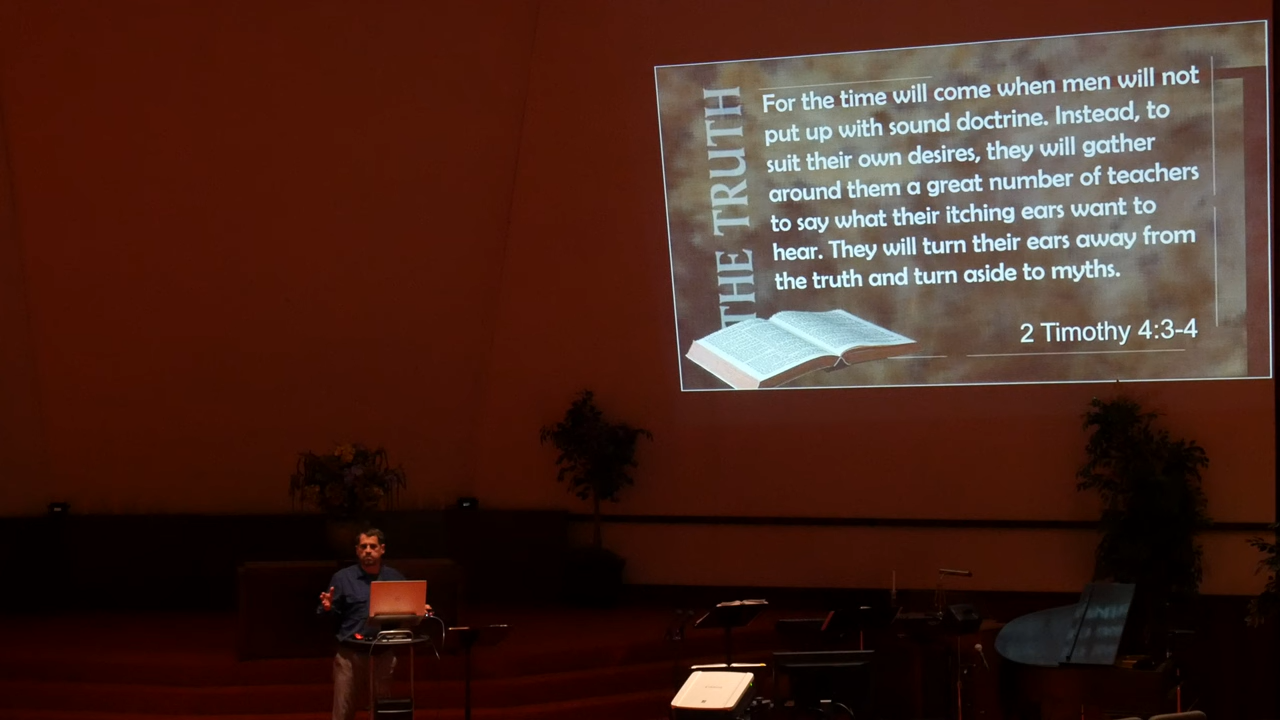 THE TRUTH
For the time will come when men will not
put up with sound doctrine. Instead, to
suit their own desires, they will gather
around them a great number of teachers
to say what their itching ears want to
hear. They will turn their ears away from
the truth and turn aside to myths.
2 Timothy 4:3-4